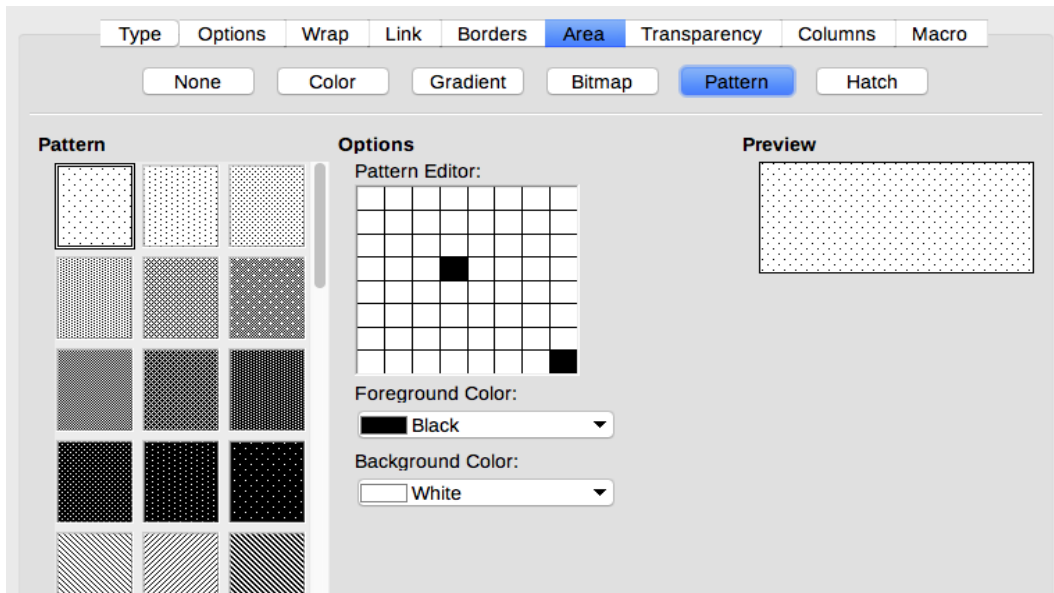 Type Options Wrap Link Borders Area Transparency Columns Macro
None Color Gradient Bitmap Pattern Hatch
Pattern Options Preview
Pattern Editor:
Foreground Color:
Black
Background Color:
White